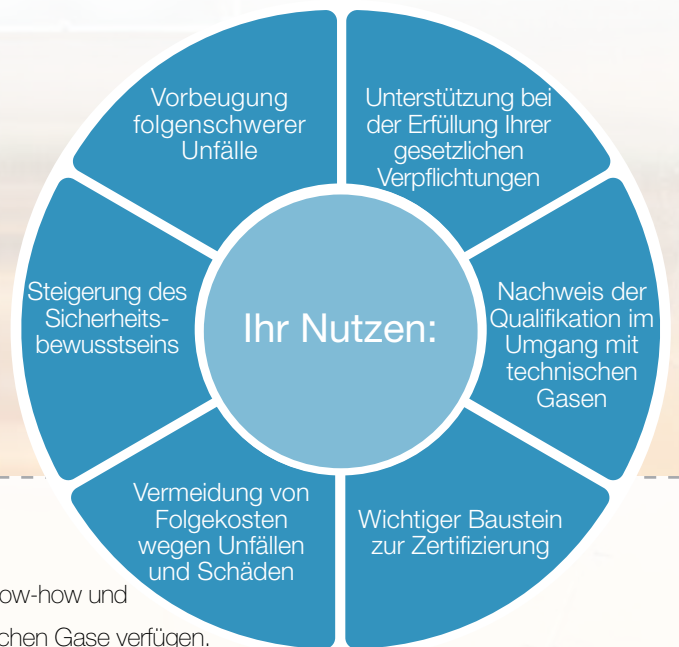 Vorbeugung
folgenschwerer
Unfälle
Unterstützung bei
der Erfüllung Ihrer
gesetzlichen
Verpflichtungen
Steigerung des
Sicherheits-
bewusstseins
Ihr Nutzen:
Nachweis der
Qualifikation im
Umgang mit
technischen
Gasen
Vermeidung von
Folgekosten
wegen Unfällen
und Schäden
Wichtiger Baustein
zur Zertifizierung
ow-how und
chen Gase verfügen.